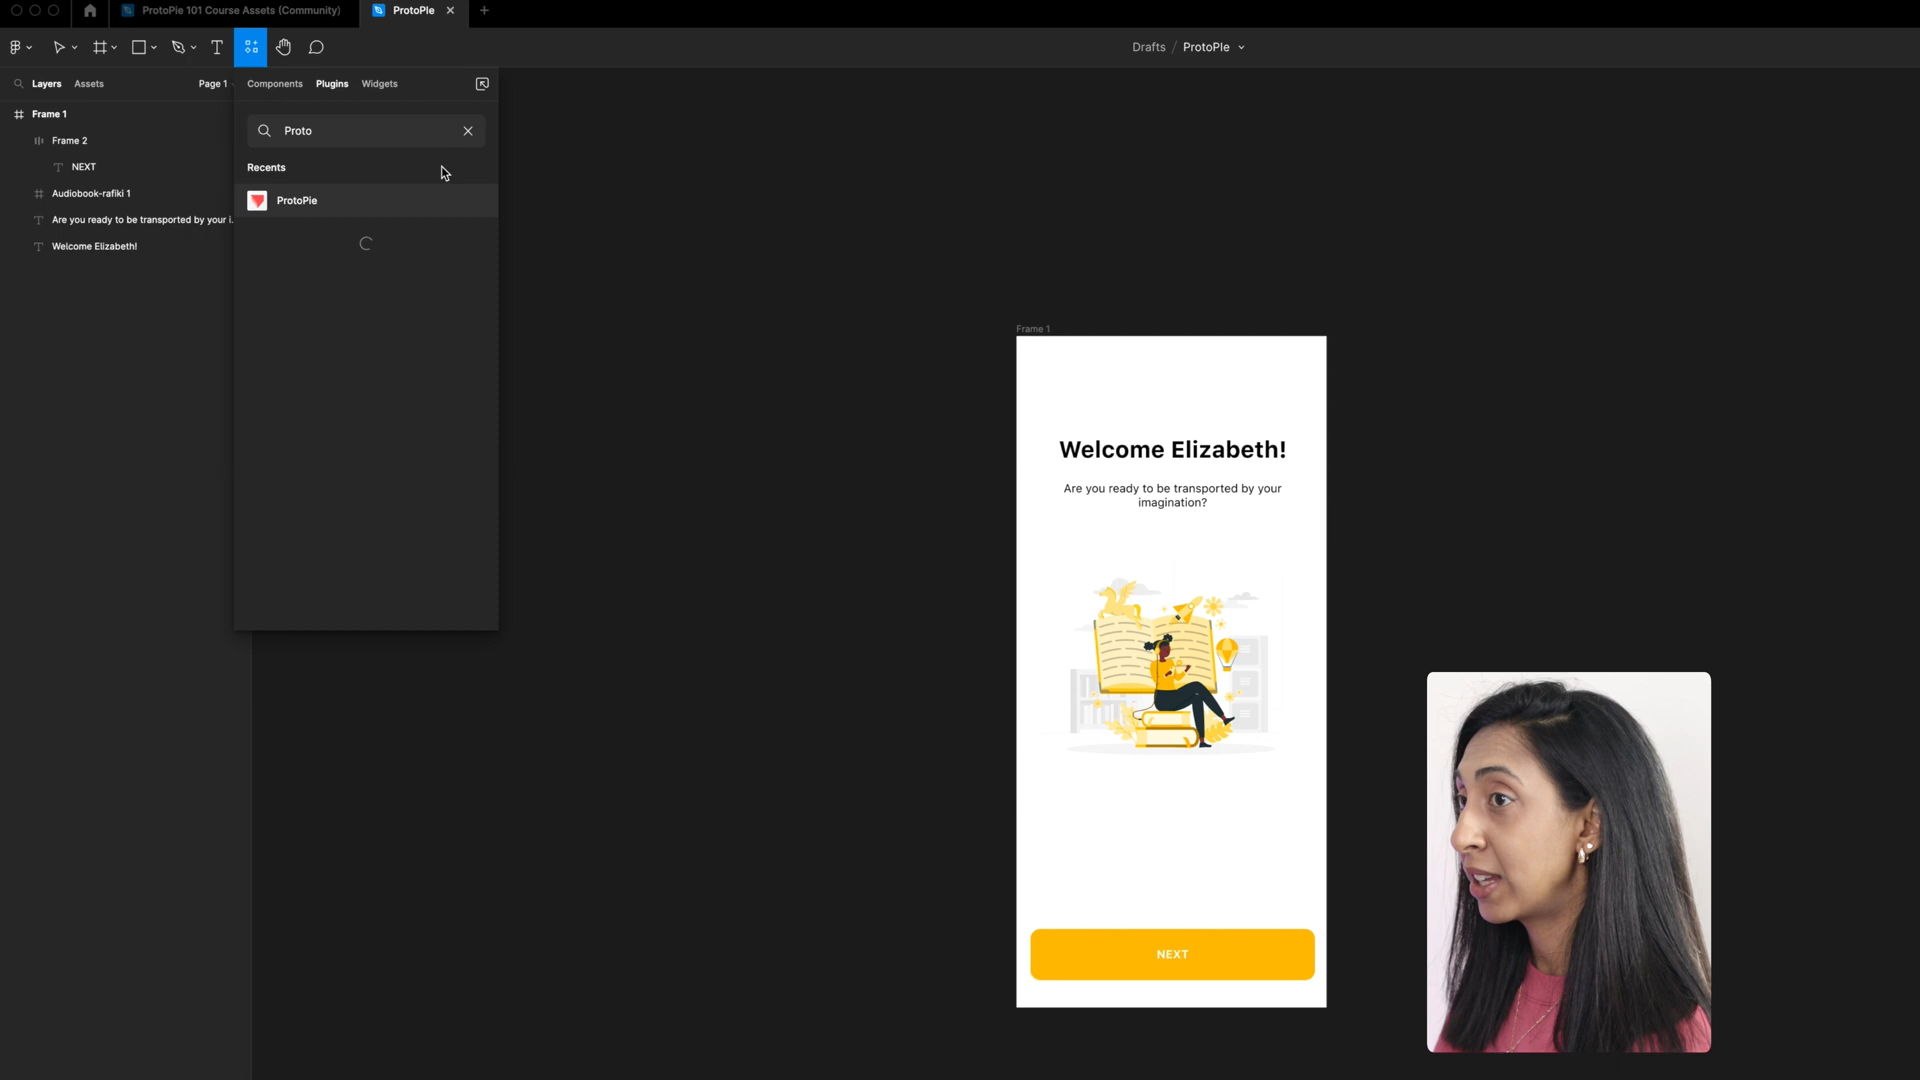 ProtoPie 101 Course Assets (Community)
ProtoPIe
Drafts / ProtoPIe
Layers
Assets
Page 1
Components
Plugins
Widgets
Proto
Recents
ProtoPie
Frame 1
Frame 2
NEXT
Audiobook-rafiki 1
Are you ready to be transported by your i...
Welcome Elizabeth!
Frame 1
Welcome Elizabeth!
Are you ready to be transported by your
imagination?
NEXT